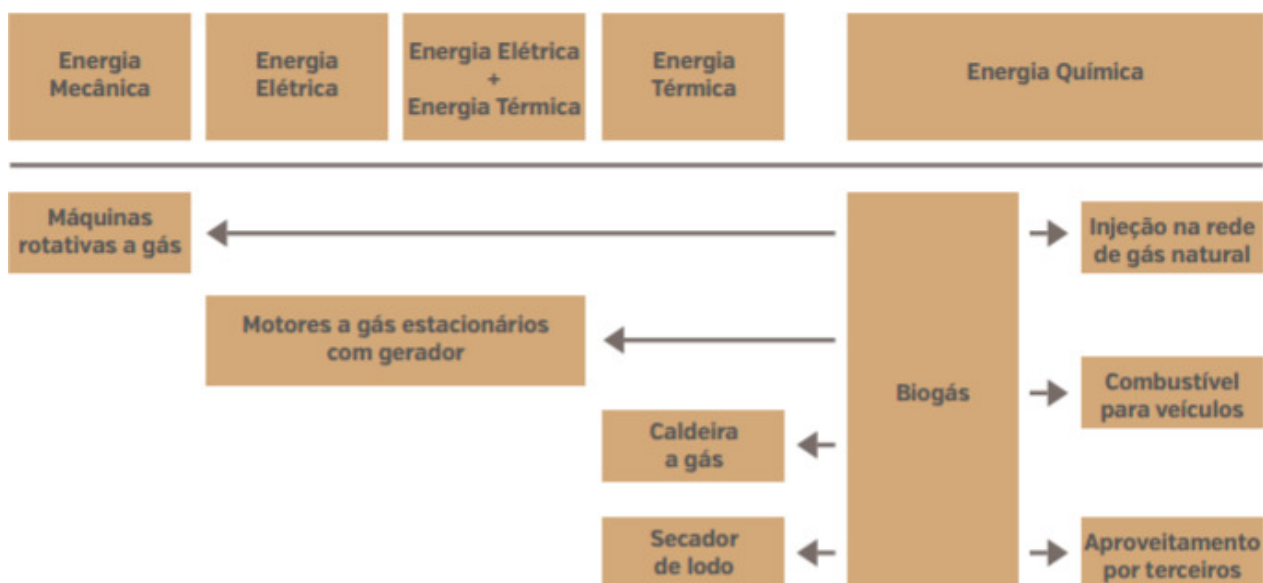 Energia
Mecânica
Energia
Elétrica
Energia Elétrica
+
Energia Térmica
Energia
Térmica
Energia Química
Máquinas
rotativas a gás
Injeção na rede
de gás natural
Motores a gás estacionários
com gerador
Biogás
Combustível
para veículos
Caldeira
a gás
Secador
de lodo
Aproveitamento
por terceiros